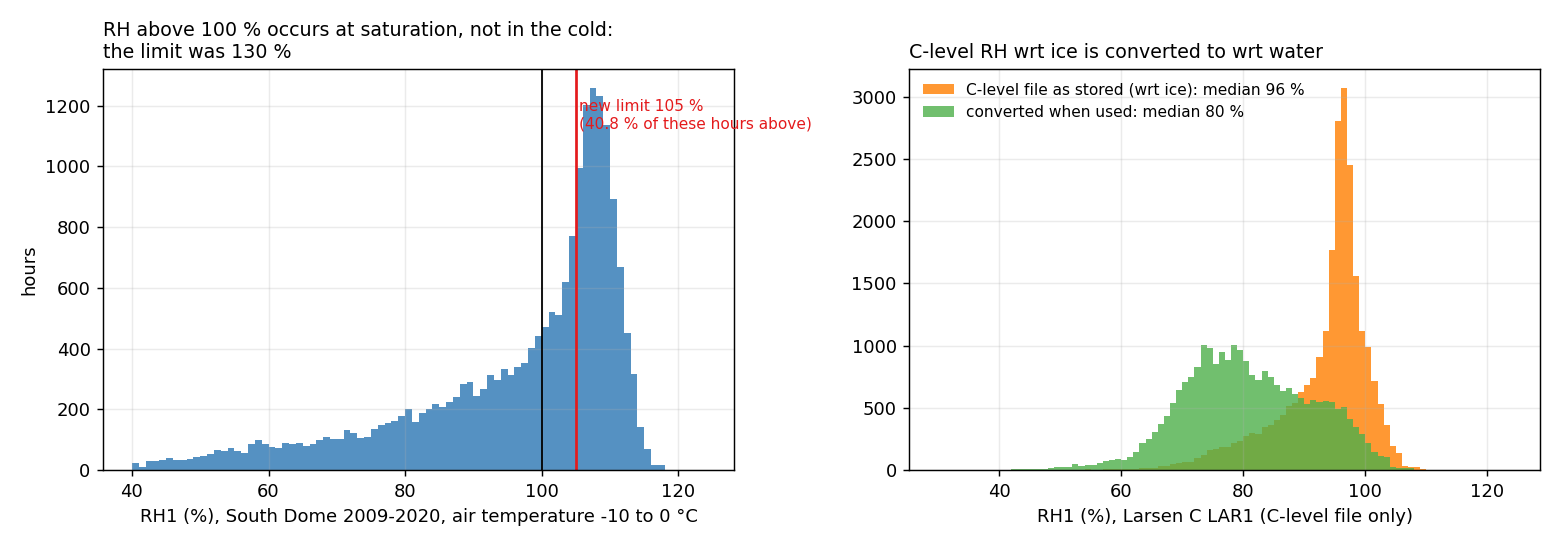 RH above 100 % occurs at saturation, not in the cold:
the limit was 130 %
new limit 105 %
(40.8 % of these hours above)
hours
1200
1000
800
600
400
200
0
40
60
80
100
120
RH1 (%), South Dome 2009-2020, air temperature -10 to 0 °C
C-level RH wrt ice is converted to wrt water
C-level file as stored (wrt ice): median 96 %
converted when used: median 80 %
3000
2500
2000
1500
1000
500
0
40
60
80
100
120
RH1 (%), Larsen C LAR1 (C-level file only)